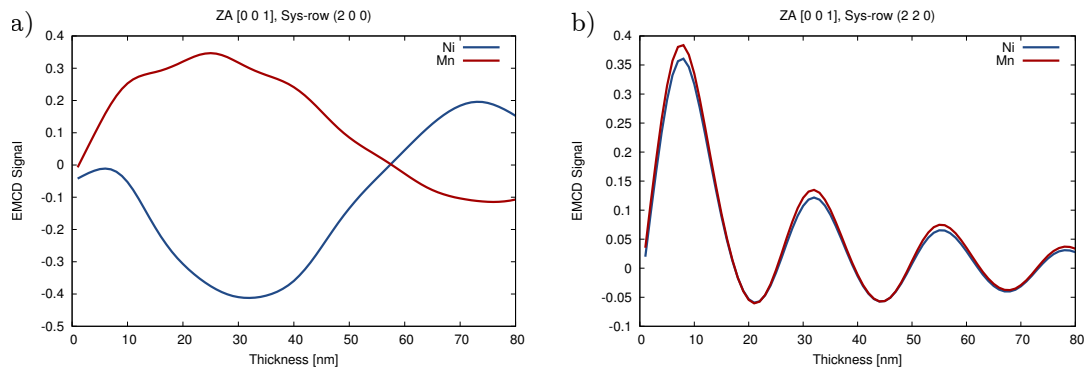 a)
ZA [0 0 1], Sys-row (2 0 0)
EMCD Signal
0.4
0.3
0.2
0.1
0
-0.1
-0.2
-0.3
-0.4
-0.5
0 10 20 30 40 50 60 70 80
Thickness [nm]
Ni
Mn
b)
ZA [0 0 1], Sys-row (2 2 0)
EMCD Signal
0.4
0.35
0.3
0.25
0.2
0.15
0.1
0.05
0
-0.05
-0.1
0 10 20 30 40 50 60 70 80
Thickness [nm]
Ni
Mn